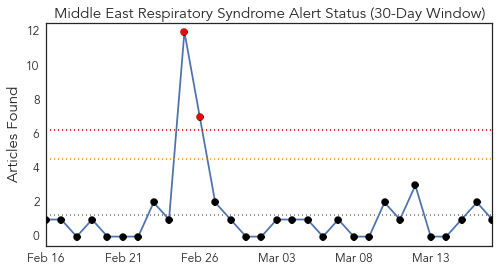 Middle East Respiratory Syndrome Alert Status (30-Day Window)
Articles Found
12
10
8
6
4
2
0
Feb 16 Feb 21 Feb 26 Mar 03 Mar 08 Mar 13